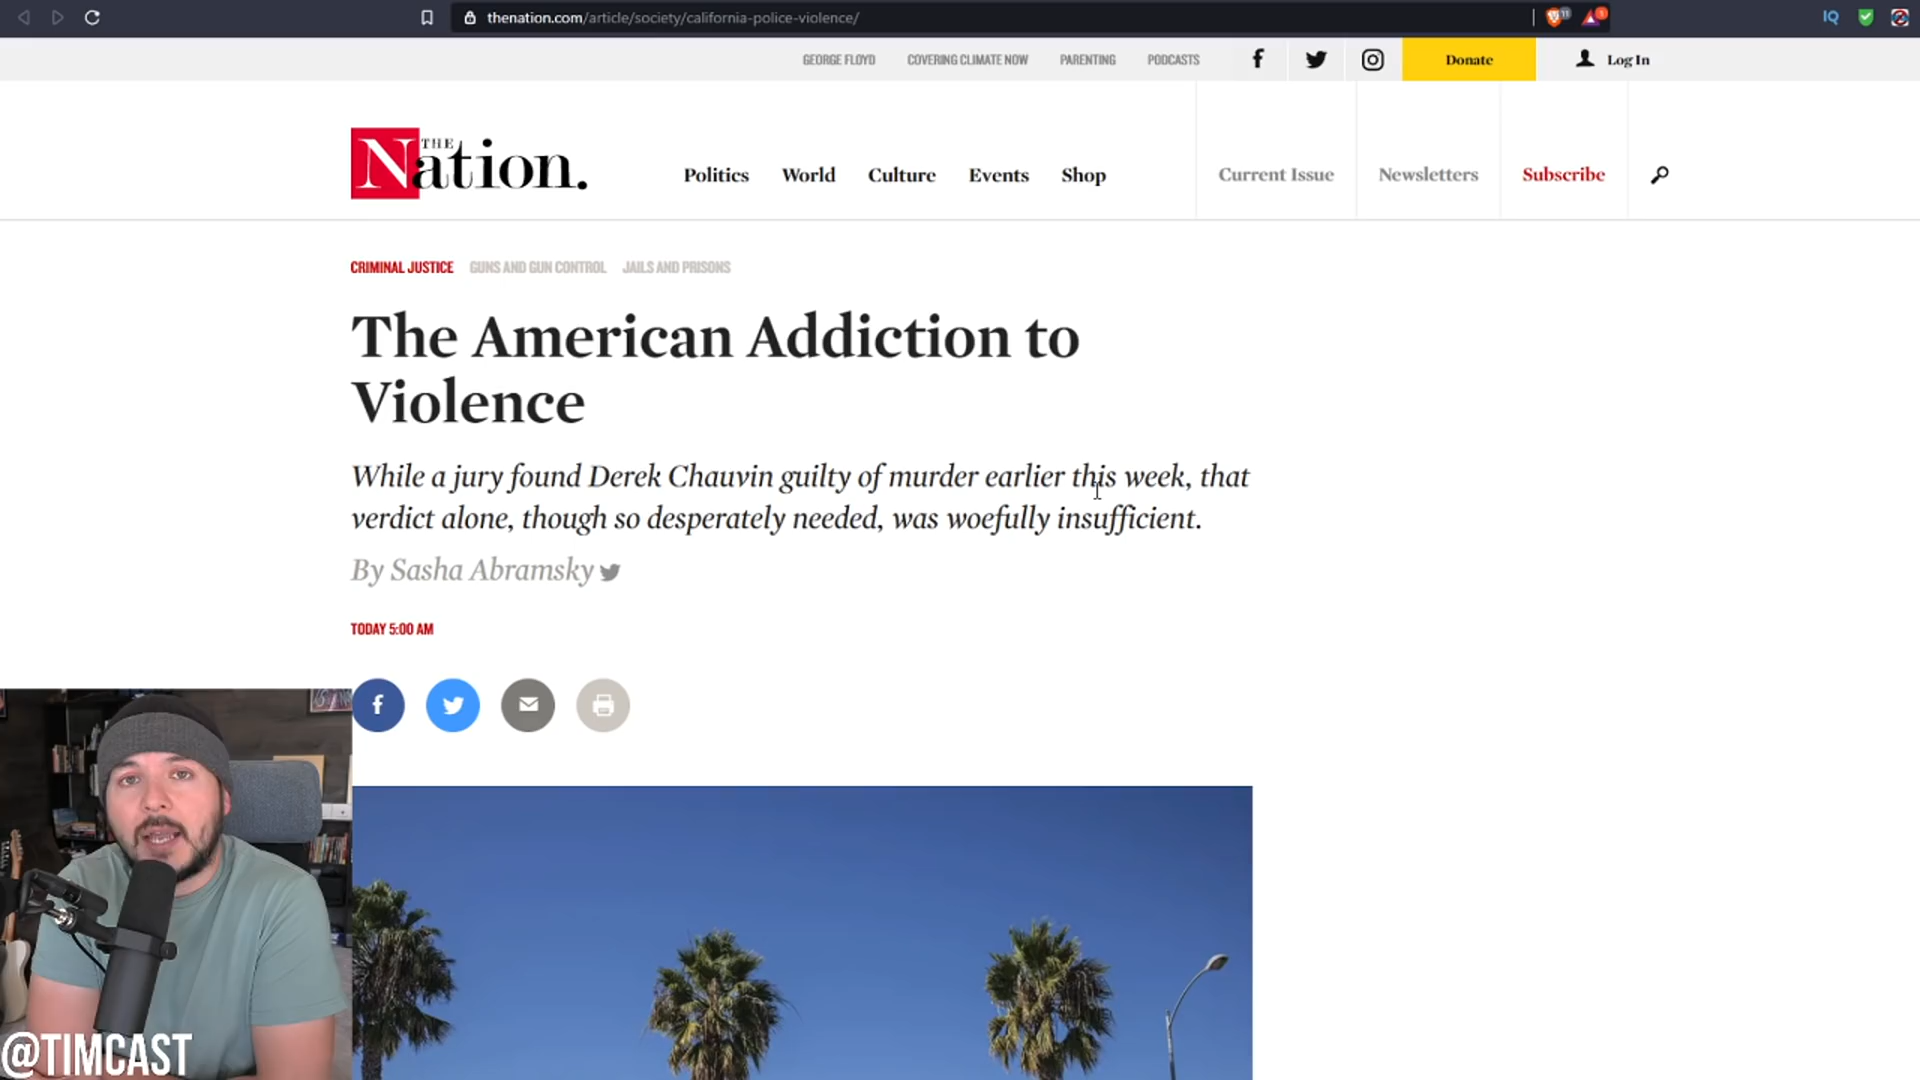 thenation.com/article/society/california-police-violence/
IQ
GEORGE FLOYD COVERING CLIMATE NOW PARENTING PODCASTS Donate Log In
THE Nation.
Politics World Culture Events Shop Current Issue Newsletters Subscribe
CRIMINAL JUSTICE GUNS AND GUN CONTROL JAILS AND PRISONS
The American Addiction to
Violence
While a jury found Derek Chauvin guilty of murder earlier this week, that
verdict alone, though so desperately needed, was woefully insufficient.
By Sasha Abramsky
TODAY 5:00 AM
@TIMCAST